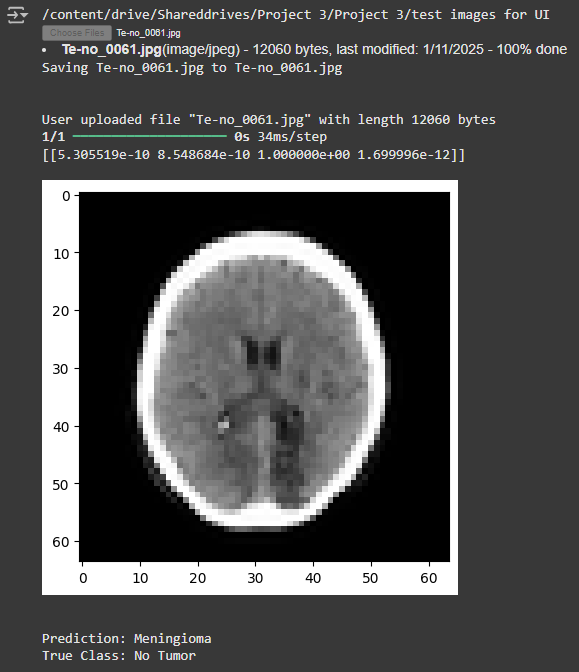 /content/drive/Shareddrives/Project 3/Project 3/test images for UI
Choose Files Te-no_0061.jpg
• Te-no_0061.jpg(image/jpeg) - 12060 bytes, last modified: 1/11/2025 - 100% done
Saving Te-no_0061.jpg to Te-no_0061.jpg
User uploaded file "Te-no_0061.jpg" with length 12060 bytes
1/1 ━━━━━━━━━━━━━━━━━━━━ 0s 34ms/step
[[5.305519e-10 8.548684e-10 1.000000e+00 1.699996e-12]]
0
10
20
30
40
50
60
0 10 20 30 40 50 60
Prediction: Meningioma
True Class: No Tumor